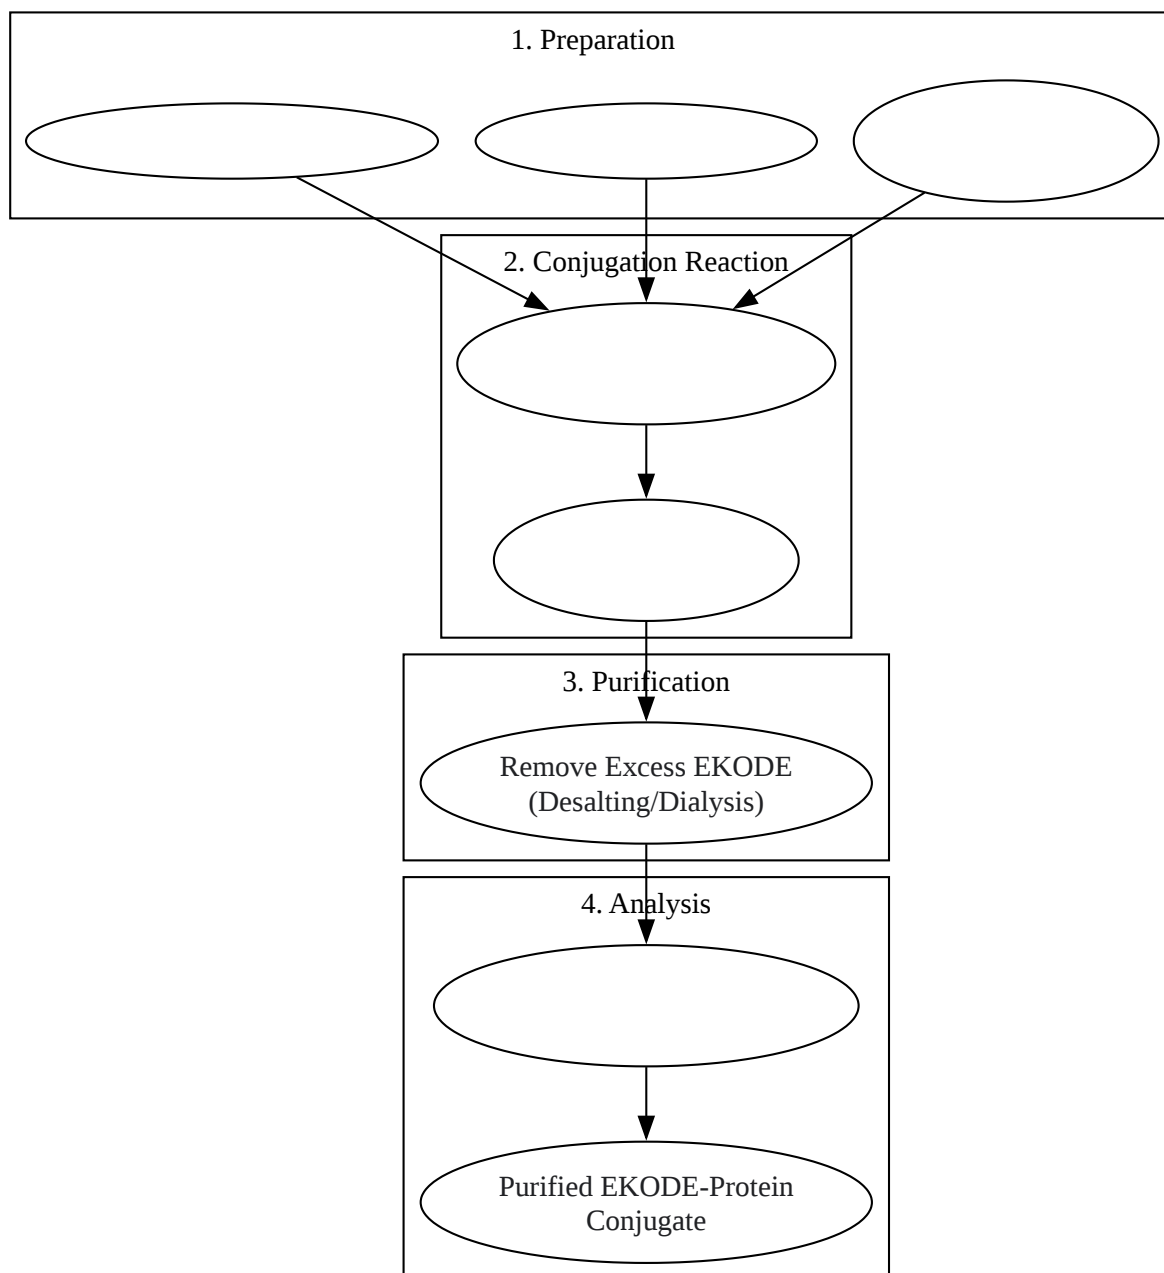 1. Preparation
2. Conjugation Reaction
3. Purification
Remove Excess EKODE
(Desalting/Dialysis)
4. Analysis
Purified EKODE-Protein
Conjugate